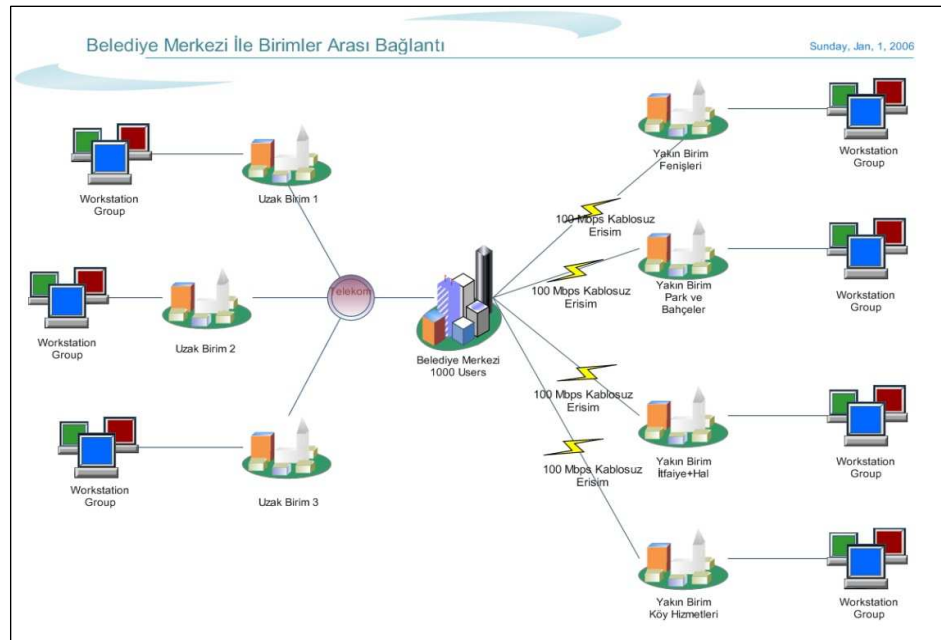 Belediye Merkezi İle Birimler Arası Bağlantı
Sunday, Jan, 1, 2006
Workstation
Group
Uzak Birim 1
Workstation
Group
Uzak Birim 2
Workstation
Group
Uzak Birim 3
Telekom
Belediye Merkezi
1000 Users
100 Mbps Kablosuz
Erisim
100 Mbps Kablosuz
Erisim
100 Mbps Kablosuz
Erisim
100 Mbps Kablosuz
Erisim
Yakın Birim
Fenişleri
Workstation
Group
Yakın Birim
Park ve
Bahçeler
Workstation
Group
Yakın Birim
İtfaiye+Hal
Workstation
Group
Yakın Birim
Köy Hizmetleri
Workstation
Group